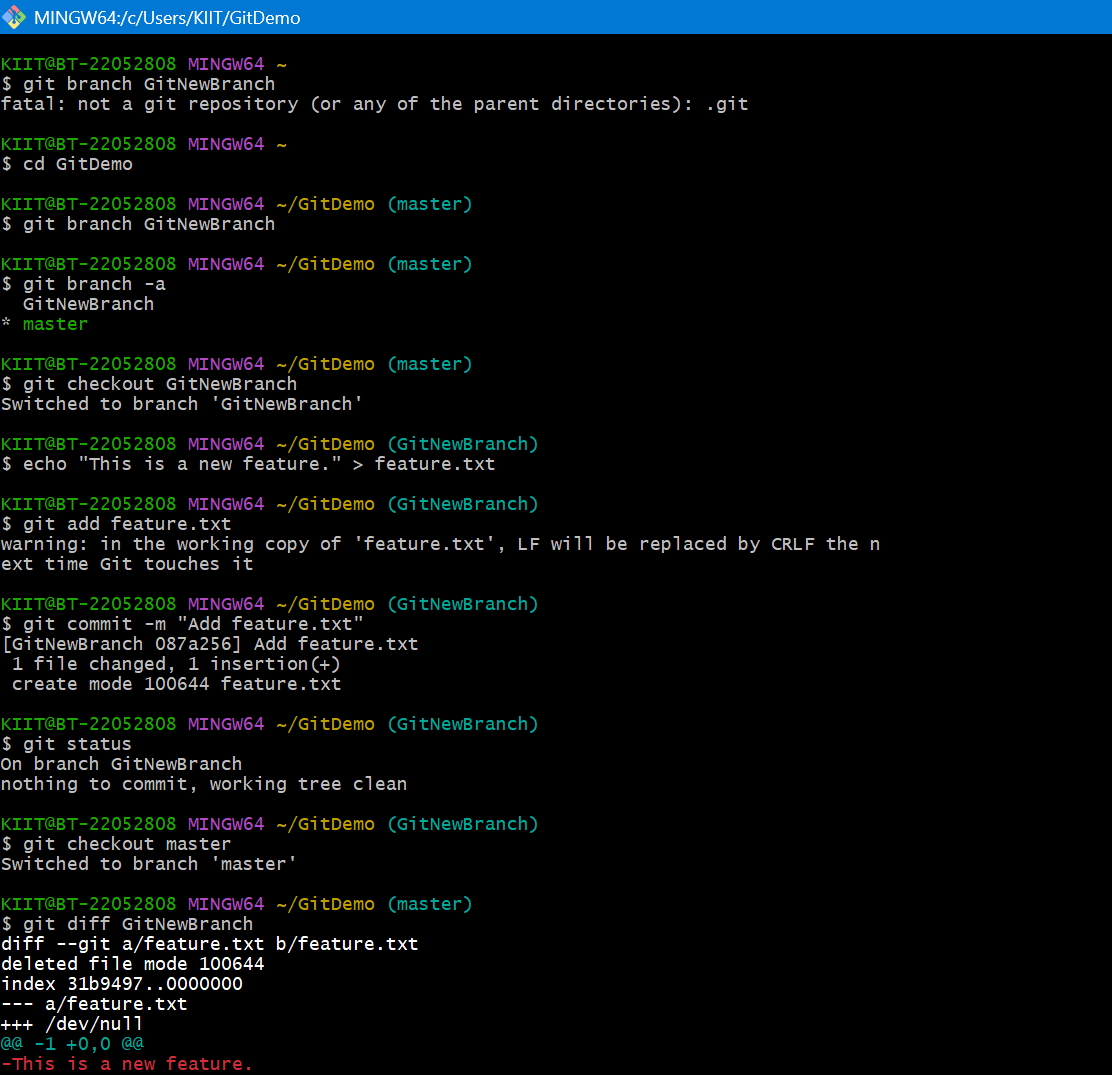 MINGW64:/c/Users/KIIT/GitDemo
KIIT@BT-22052808 MINGW64 ~
$ git branch GitNewBranch
fatal: not a git repository (or any of the parent directories): .git
KIIT@BT-22052808 MINGW64 ~
$ cd GitDemo
KIIT@BT-22052808 MINGW64 ~/GitDemo (master)
$ git branch GitNewBranch
KIIT@BT-22052808 MINGW64 ~/GitDemo (master)
$ git branch -a
  GitNewBranch
* master
KIIT@BT-22052808 MINGW64 ~/GitDemo (master)
$ git checkout GitNewBranch
Switched to branch 'GitNewBranch'
KIIT@BT-22052808 MINGW64 ~/GitDemo (GitNewBranch)
$ echo "This is a new feature." > feature.txt
KIIT@BT-22052808 MINGW64 ~/GitDemo (GitNewBranch)
$ git add feature.txt
warning: in the working copy of 'feature.txt', LF will be replaced by CRLF the n
ext time Git touches it
KIIT@BT-22052808 MINGW64 ~/GitDemo (GitNewBranch)
$ git commit -m "Add feature.txt"
[GitNewBranch 087a256] Add feature.txt
 1 file changed, 1 insertion(+)
 create mode 100644 feature.txt
KIIT@BT-22052808 MINGW64 ~/GitDemo (GitNewBranch)
$ git status
On branch GitNewBranch
nothing to commit, working tree clean
KIIT@BT-22052808 MINGW64 ~/GitDemo (GitNewBranch)
$ git checkout master
Switched to branch 'master'
KIIT@BT-22052808 MINGW64 ~/GitDemo (master)
$ git diff GitNewBranch
diff --git a/feature.txt b/feature.txt
deleted file mode 100644
index 31b9497..0000000
--- a/feature.txt
+++ /dev/null
@@ -1 +0,0 @@
-This is a new feature.